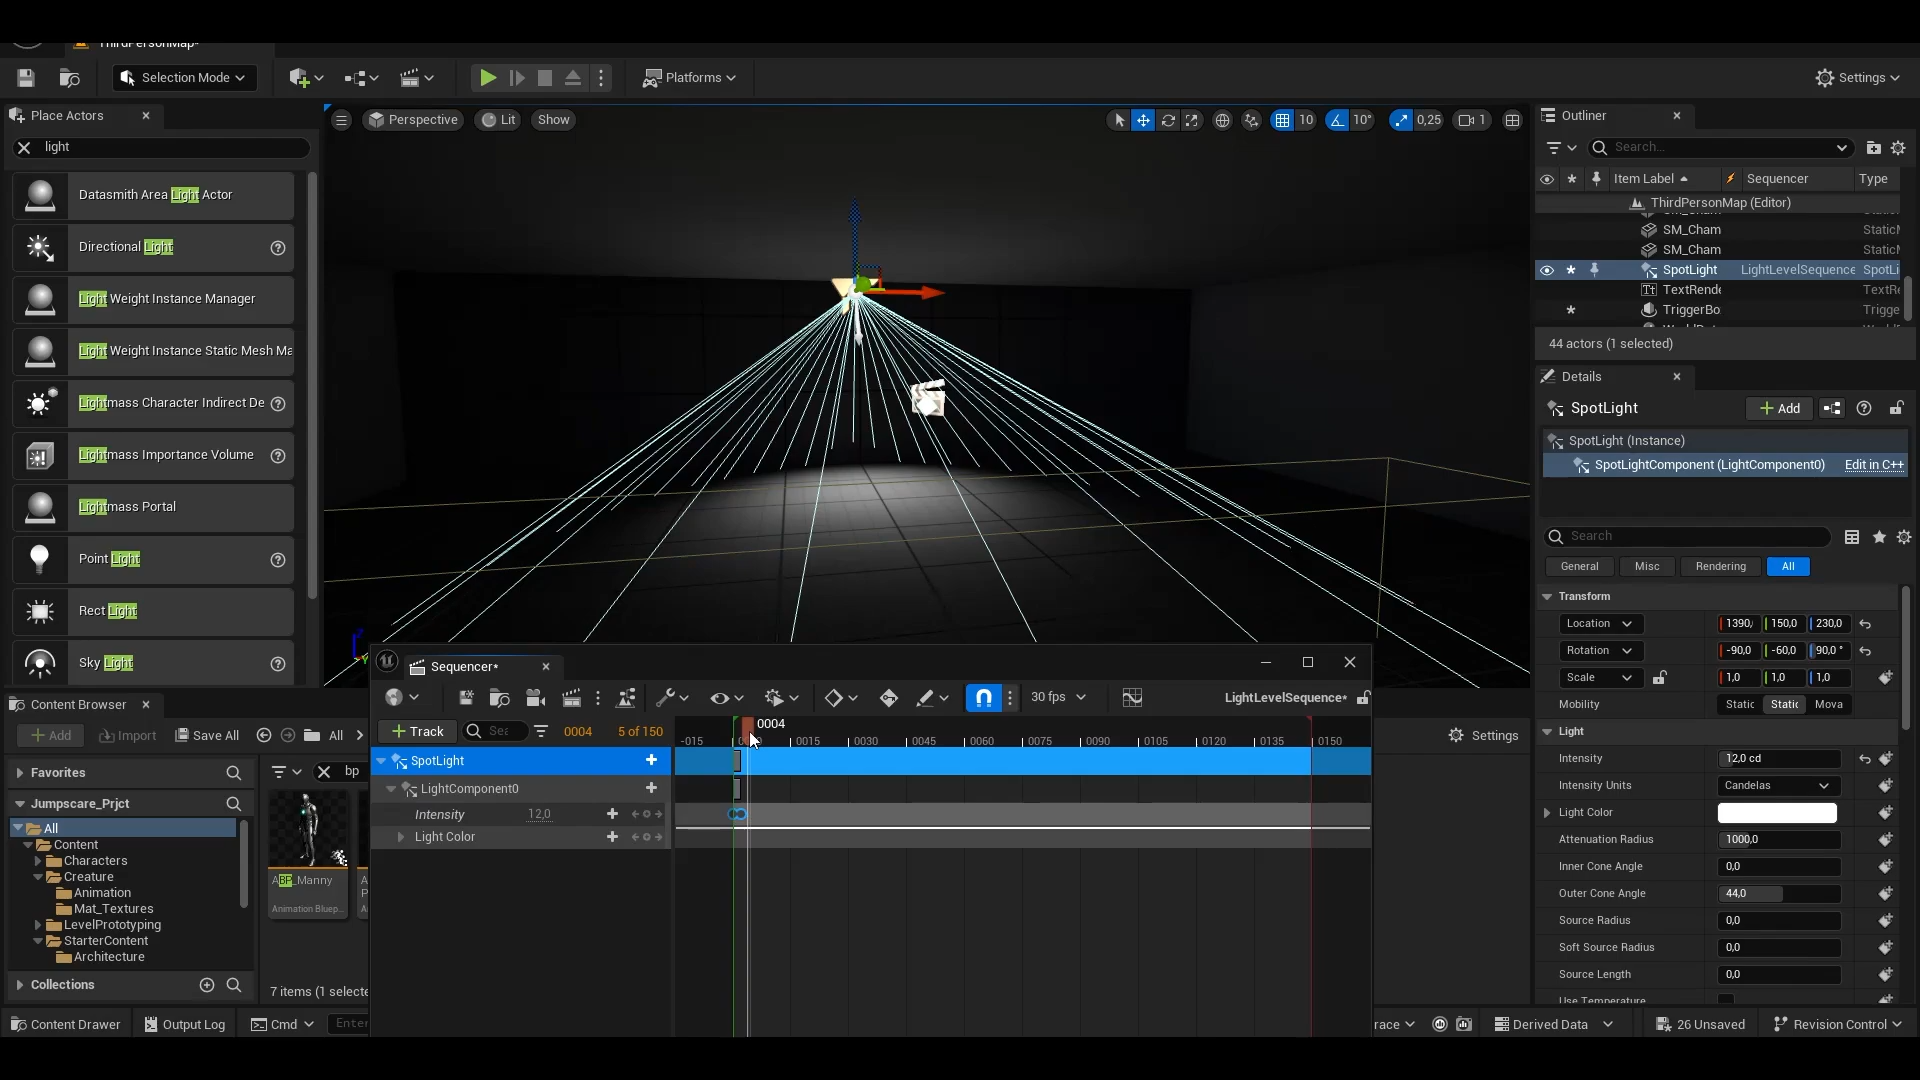 ThirdPersonMap*
Selection Mode
Platforms
Settings
Place Actors
light
Datasmith Area Light Actor
Directional Light
Light Weight Instance Manager
Light Weight Instance Static Mesh Ma
Lightmass Character Indirect De
Lightmass Importance Volume
Lightmass Portal
Point Light
Rect Light
Sky Light
Perspective
Lit
Show
10
10°
0,25
1
Outliner
Search...
Item Label
Sequencer
Type
ThirdPersonMap (Editor)
SM_Cham
SM_Cham
StaticM
SM_Cham
StaticM
SpotLight
LightLevelSequence
SpotLi
TextRende
TextRe
TriggerBo
Trigge
44 actors (1 selected)
Details
SpotLight
Add
SpotLight (Instance)
SpotLightComponent (LightComponent0)
Edit in C++
Search
General
Misc
Rendering
All
Transform
Location
1390,
150,0
230,0
Rotation
-90,0
-60,0
90,0 °
Scale
1,0
1,0
1,0
Mobility
Static
Static
Mova
Light
Intensity
12,0 cd
Intensity Units
Candelas
Light Color
Attenuation Radius
1000,0
Inner Cone Angle
0,0
Outer Cone Angle
44,0
Source Radius
0,0
Soft Source Radius
0,0
Source Length
0,0
Use Temperature
Sequencer*
30 fps
LightLevelSequence*
Track
Sea
0004
5 of 150
0004
-015
0015
0030
0045
0060
0075
0090
0105
0120
0135
0150
SpotLight
LightComponent0
Intensity
12,0
Light Color
Settings
Content Browser
Add
Import
Save All
All
Favorites
bp
Jumpscare_Prjct
All
Content
Characters
Creature
Animation
Mat_Textures
LevelPrototyping
StarterContent
Architecture
Collections
ABP_Manny
Animation Bluep...
7 items (1 selecte
Content Drawer
Output Log
Cmd
Enter
race
Derived Data
26 Unsaved
Revision Control